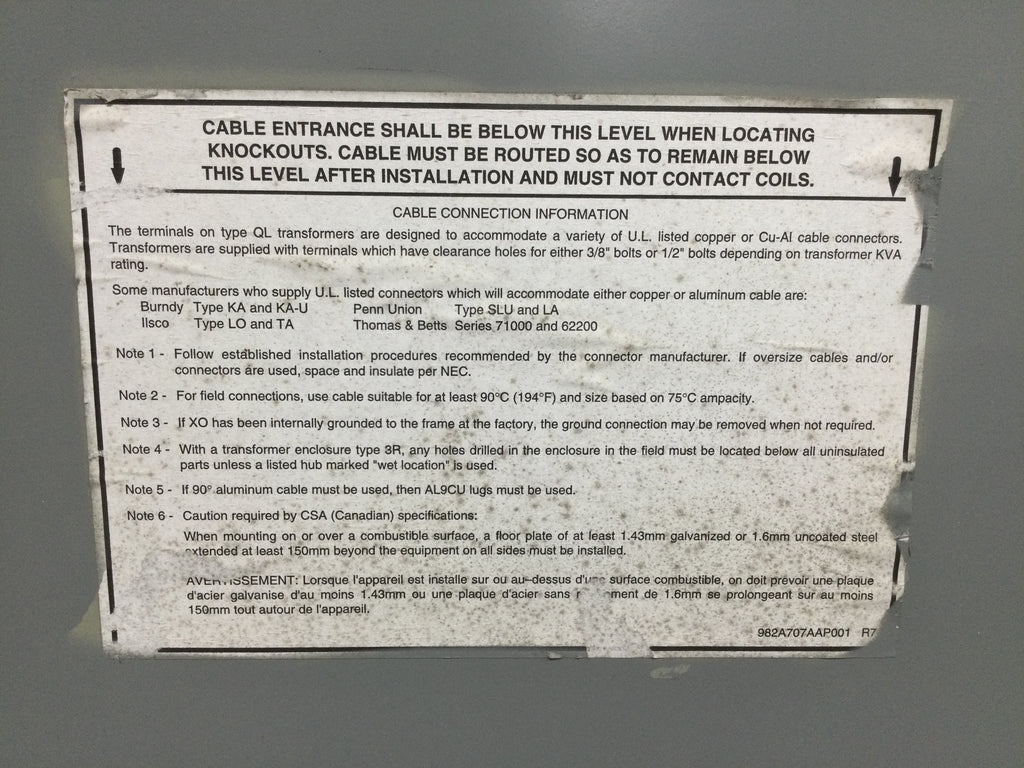 CABLE ENTRANCE SHALL BE BELOW THIS LEVEL WHEN LOCATING
KNOCKOUTS. CABLE MUST BE ROUTED SO AS TO REMAIN BELOW
THIS LEVEL AFTER INSTALLATION AND MUST NOT CONTACT COILS.
CABLE CONNECTION INFORMATION
The terminals on type QL transformers are designed to accommodate a variety of U.L. listed copper or Cu-Al cable connectors.
Transformers are supplied with terminals which have clearance holes for either 3/8" bolts or 1/2" bolts depending on transformer KVA
rating.
Some manufacturers who supply U.L. listed connectors which will accommodate either copper or aluminum cable are:
Burndy Type KA and KA-U Penn Union Type SLU and LA
Ilsco Type LO and TA Thomas & Betts Series 71000 and 62200
Note 1 - Follow established installation procedures recommended by the connector manufacturer. If oversize cables and/or
connectors are used, space and insulate per NEC.
Note 2 - For field connections, use cable suitable for at least 90°C (194°F) and size based on 75°C ampacity.
Note 3 - If XO has been internally grounded to the frame at the factory, the ground connection may be removed when not required.
Note 4 - With a transformer enclosure type 3R, any holes drilled in the enclosure in the field must be located below all uninsulated
parts unless a listed hub marked "wet location" is used.
Note 5 - If 90° aluminum cable must be used, then AL9CU lugs must be used.
Note 6 - Caution required by CSA (Canadian) specifications:
When mounting on or over a combustible surface, a floor plate of at least 1.43mm galvanized or 1.6mm uncoated steel
extended at least 150mm beyond the equipment on all sides must be installed.
AVERTISSEMENT: Lorsque l'appareil est installe sur ou au-dessus d'une surface combustible, on doit prevoir une plaque
d'acier galvanise d'au moins 1.43mm ou une plaque d'acier sans de 1.6mm se prolongeant sur au moins
150mm tout autour de l'appareil.
982A707AAP001 R7